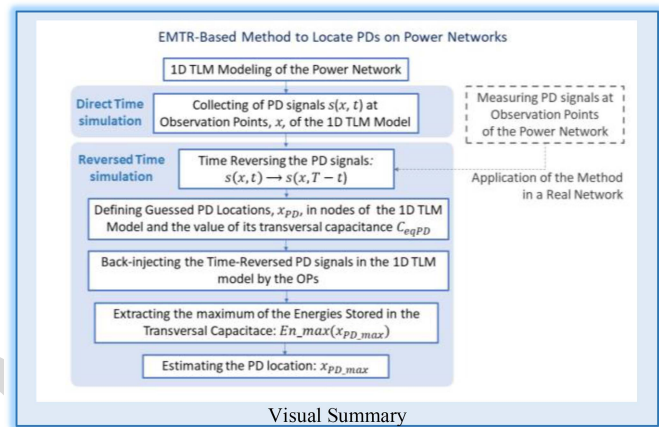 EMTR-Based Method to Locate PDs on Power Networks
1D TLM Modeling of the Power Network
Direct Time
simulation
Collecting of PD signals s(x, t) at
Observation Points, x, of the 1D TLM Model
Measuring PD signals at
Observation Points
of the Power Network
Reversed Time
simulation
Time Reversing the PD signals:
s(x, t) → s(x, T − t)
Application of the Method
in a Real Network
Defining Guessed PD Locations, x_PD, in nodes of the 1D TLM
Model and the value of its transversal capacitance C_eqPD
Back-injecting the Time-Reversed PD signals in the 1D TLM
model by the OPs
Extracting the maximum of the Energies Stored in the
Transversal Capacitace: En_max(x_PD_max)
Estimating the PD location: x_PD_max
Visual Summary